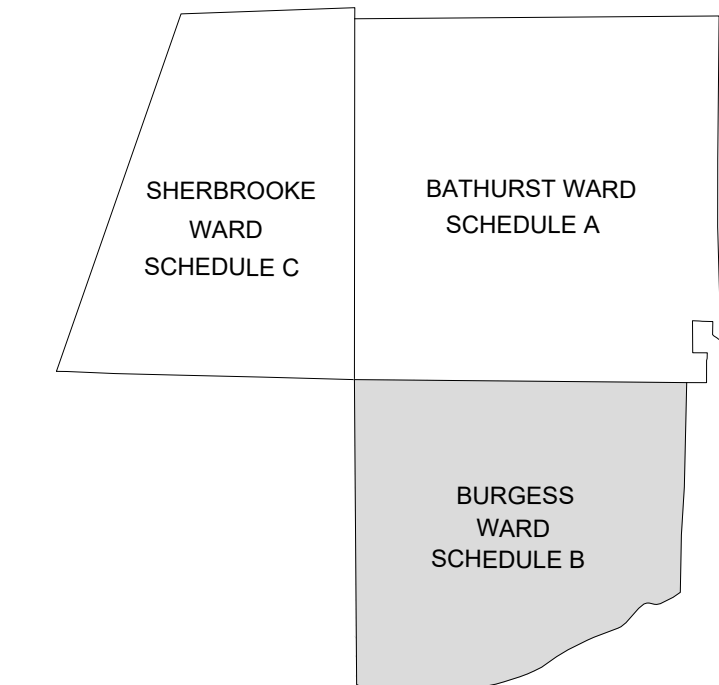 SHERBROOKE
WARD
SCHEDULE C
BATHURST WARD
SCHEDULE A
BURGESS
WARD
SCHEDULE B